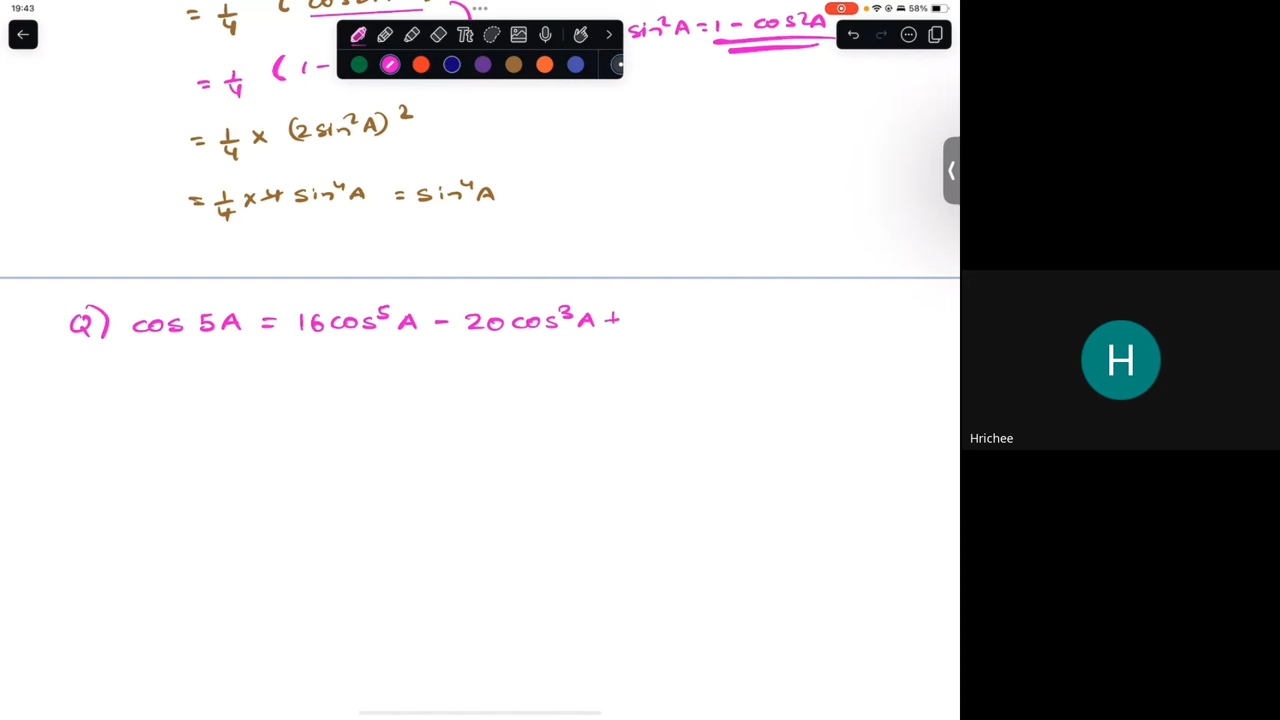 19:43
58%
= 1/4 (
sin²A = 1 - cos²A
= 1/4 ( 1 -
= 1/4 × (2sin²A)²
= 1/4 × 4 sin⁴A = sin⁴A
Q) cos 5A = 16cos⁵A - 20cos³A +
Tt
H
Hrichee